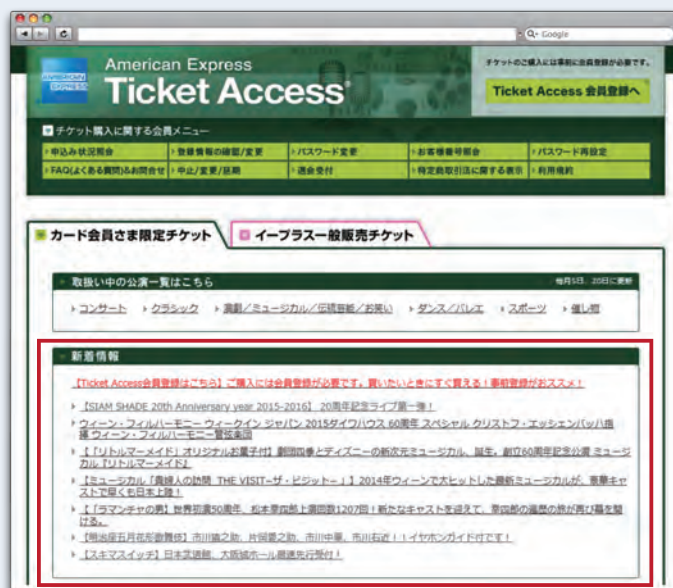 Google
AMERICAN
EXPRESS
American Express
Ticket Access
チケットのご購入には事前に会員登録が必要です。
Ticket Access 会員登録へ
チケット購入に関する会員メニュー
申込み状況照会
登録情報の確認/変更
パスワード変更
お客様番号照会
パスワード再設定
FAQ(よくある質問)&お問合せ
中止/変更/延期
退会受付
特定商取引法に関する表示
利用規約
カード会員さま限定チケット
イープラス一般販売チケット
取扱い中の公演一覧はこちら
毎月5日、20日に更新
コンサート
クラシック
演劇/ミュージカル/伝統芸能/お笑い
ダンス/バレエ
スポーツ
催し物
新着情報
【Ticket Access会員登録はこちら】ご購入には会員登録が必要です。買いたいときにすぐ買える!事前登録がおススメ!
【SIAM SHADE 20th Anniversary year 2015-2016】 20周年記念ライブ第一弾!
ウィーン・フィルハーモニー ウィークイン ジャパン 2015ダイワハウス 60周年 スペシャル クリストフ・エッシェンバッハ指
揮 ウィーン・フィルハーモニー管弦楽団
【「リトルマーメイド」オリジナルお菓子付】劇団四季とディズニーの新次元ミュージカル、誕生。創立60周年記念公演 ミュージ
カル『リトルマーメイド』
【ミュージカル「貴婦人の訪問 THE VISIT-ザ・ビジット-」】2014年ウィーンで大ヒットした最新ミュージカルが、豪華キャ
ストで早くも日本上陸!
【「ラマンチャの男】世界初演50周年、松本幸四郎上演回数1207回!新たなキャストを迎えて、幸四郎の遍歴の旅が再び幕を開
ける。
【明治座五月花形歌舞伎】市川猿之助、片岡愛之助、市川中車、市川右近!!イヤホンガイド付です!
【スキマスイッチ】日本武道館、大阪城ホール最速先行受付!